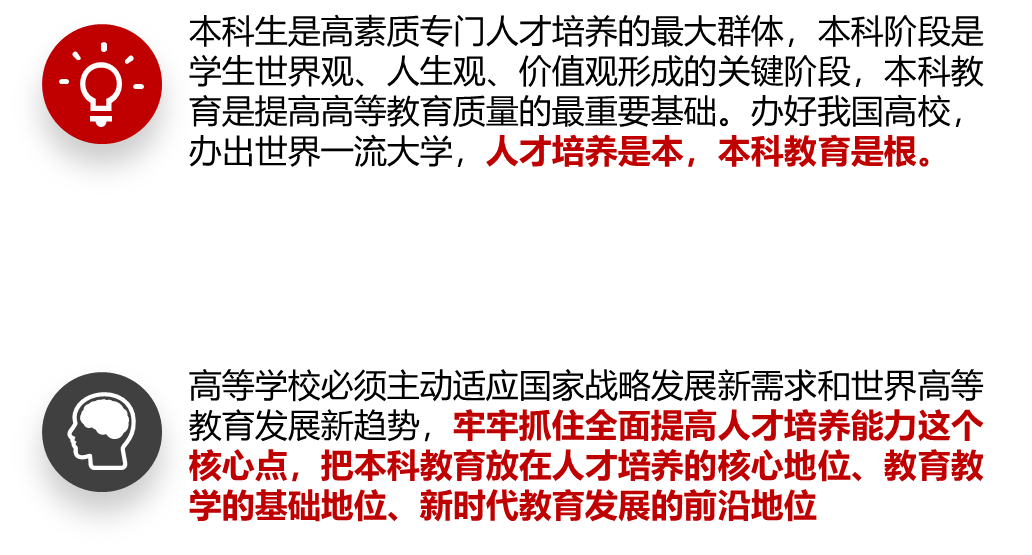 本科生是高素质专门人才培养的最大群体，本科阶段是
学生世界观、人生观、价值观形成的关键阶段，本科教
育是提高高等教育质量的最重要基础。办好我国高校，
办出世界一流大学，人才培养是本，本科教育是根。
高等学校必须主动适应国家战略发展新需求和世界高等
教育发展新趋势，牢牢抓住全面提高人才培养能力这个
核心点，把本科教育放在人才培养的核心地位、教育教
学的基础地位、新时代教育发展的前沿地位